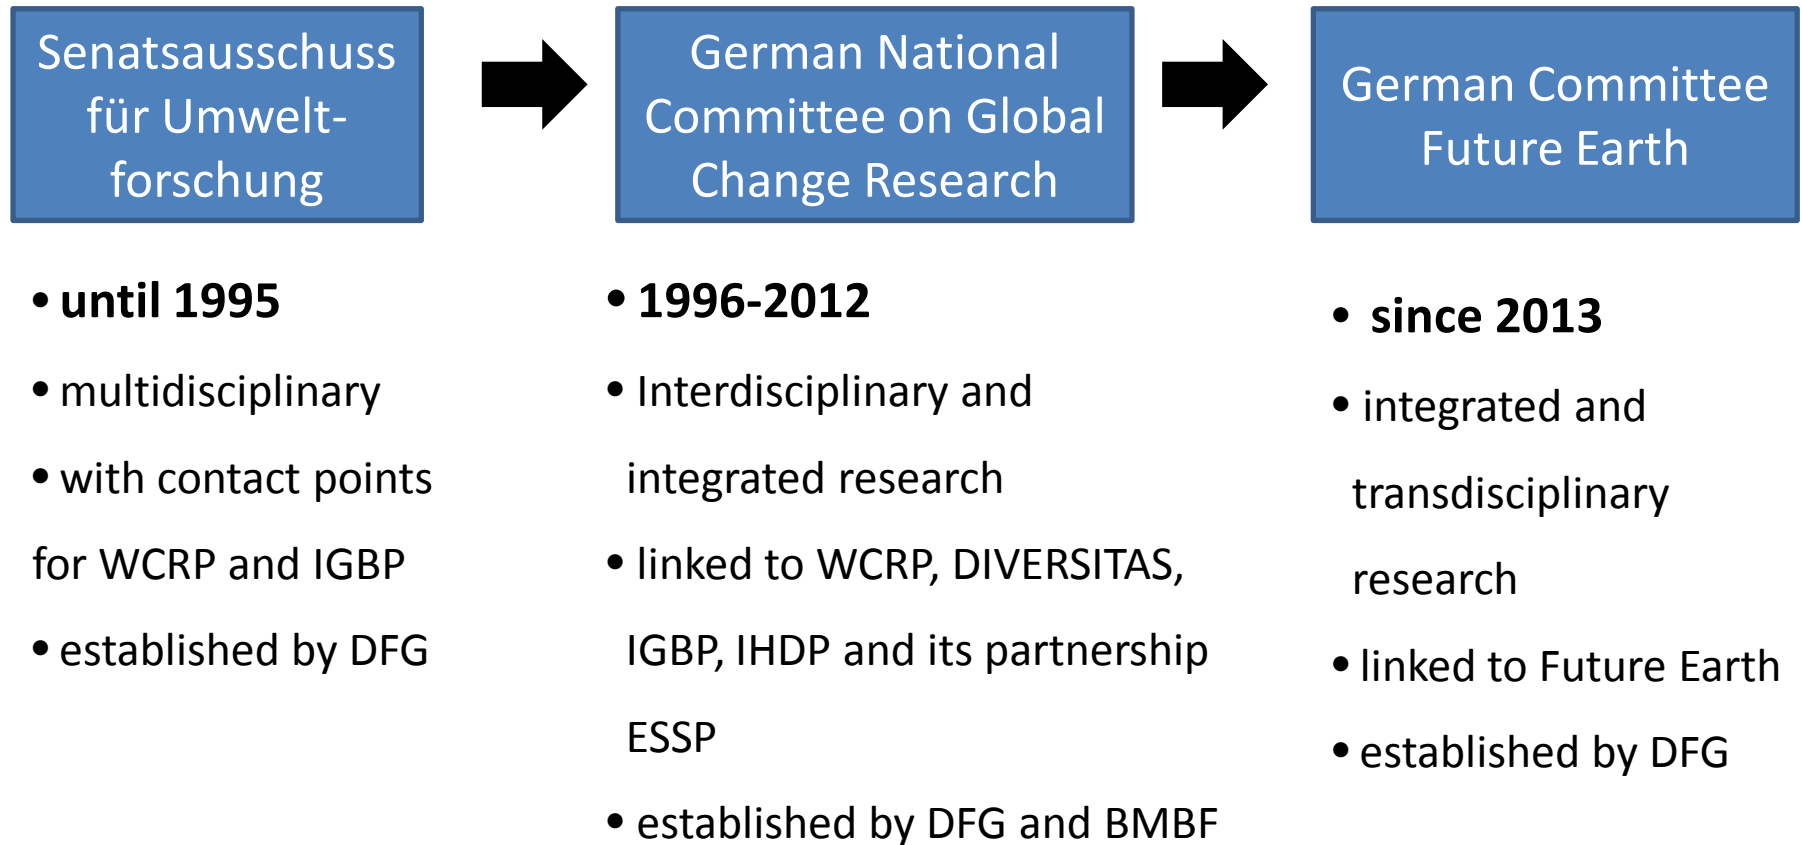 Senatsausschuss
für Umwelt-
forschung
• until 1995
• multidisciplinary
• with contact points
for WCRP and IGBP
• established by DFG
German National
Committee on Global
Change Research
• 1996-2012
• Interdisciplinary and
integrated research
• linked to WCRP, DIVERSITAS,
IGBP, IHDP and its partnership
ESSP
• established by DFG and BMBF
German Committee
Future Earth
• since 2013
• integrated and
transdisciplinary
research
• linked to Future Earth
• established by DFG